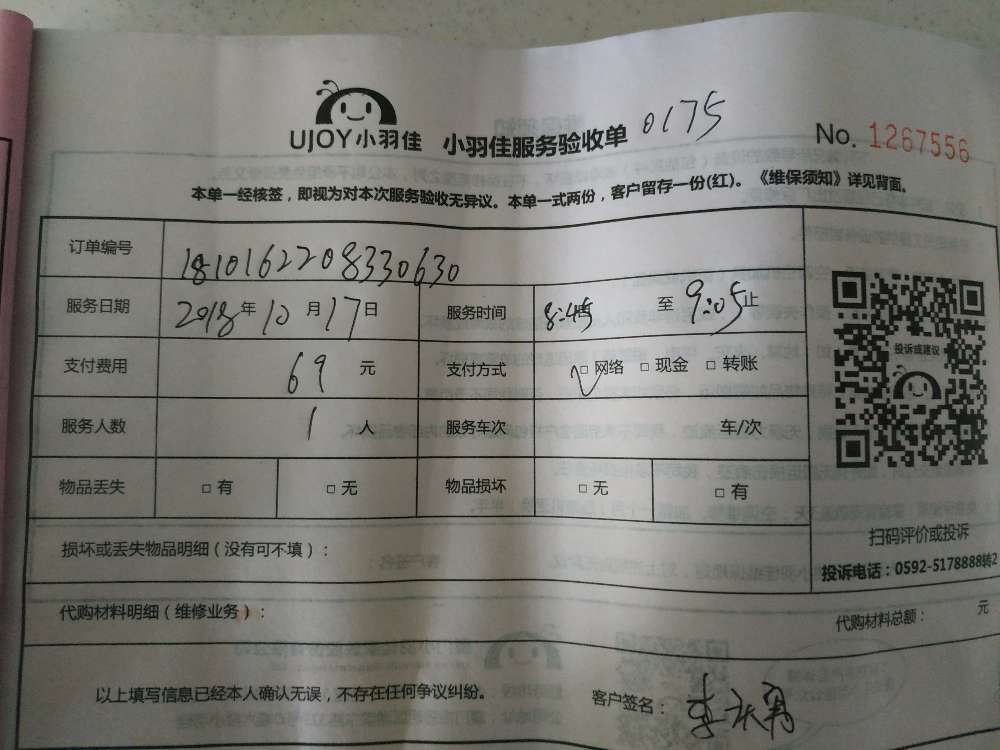 UJOY小羽佳 小羽佳服务验收单 0175 No. 1267556
本单一经核签，即视为对本次服务验收无异议。本单一式两份，客户留存一份(红)。《维保须知》详见背面。
订单编号 1810162208330630
服务日期 2018年10月17日 服务时间 8:45 至 9:05止
支付费用 69 元 支付方式 □网络 □现金 □转账
服务人数 1 人 服务车次 车/次
物品丢失 □有 □无 物品损坏 □无 □有
投诉或建议
扫码评价或投诉
投诉电话：0592-5178888转2
损坏或丢失物品明细（没有可不填）：
代购材料明细（维修业务）：
代购材料总额： 元
以上填写信息已经本人确认无误，不存在任何争议纠纷。 客户签名：